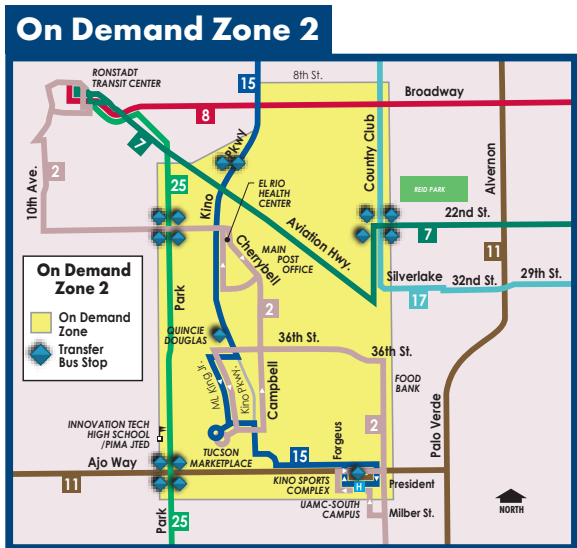 On Demand Zone 2
RONSTADT
TRANSIT CENTER
15
8th St.
Broadway
8
7
Pkwy
Country Club
Alvernon
2
10th Ave.
25
Kino
EL RIO
HEALTH
CENTER
REID PARK
22nd St.
7
Aviation Hwy.
Cherrybell
MAIN
POST
OFFICE
11
On Demand
Zone 2
On Demand
Zone
Transfer
Bus Stop
Park
Silverlake
32nd St.
29th St.
17
2
QUINCIE
DOUGLAS
36th St.
36th St.
ML King Jr.
Kino Pkwy.
Campbell
FOOD
BANK
2
Palo Verde
INNOVATION TECH
HIGH SCHOOL
/PIMA JTED
TUCSON
MARKETPLACE
Forgeus
Ajo Way
15
11
KINO SPORTS
COMPLEX
H
President
UAMC-SOUTH
CAMPUS
Milber St.
Park
25
NORTH